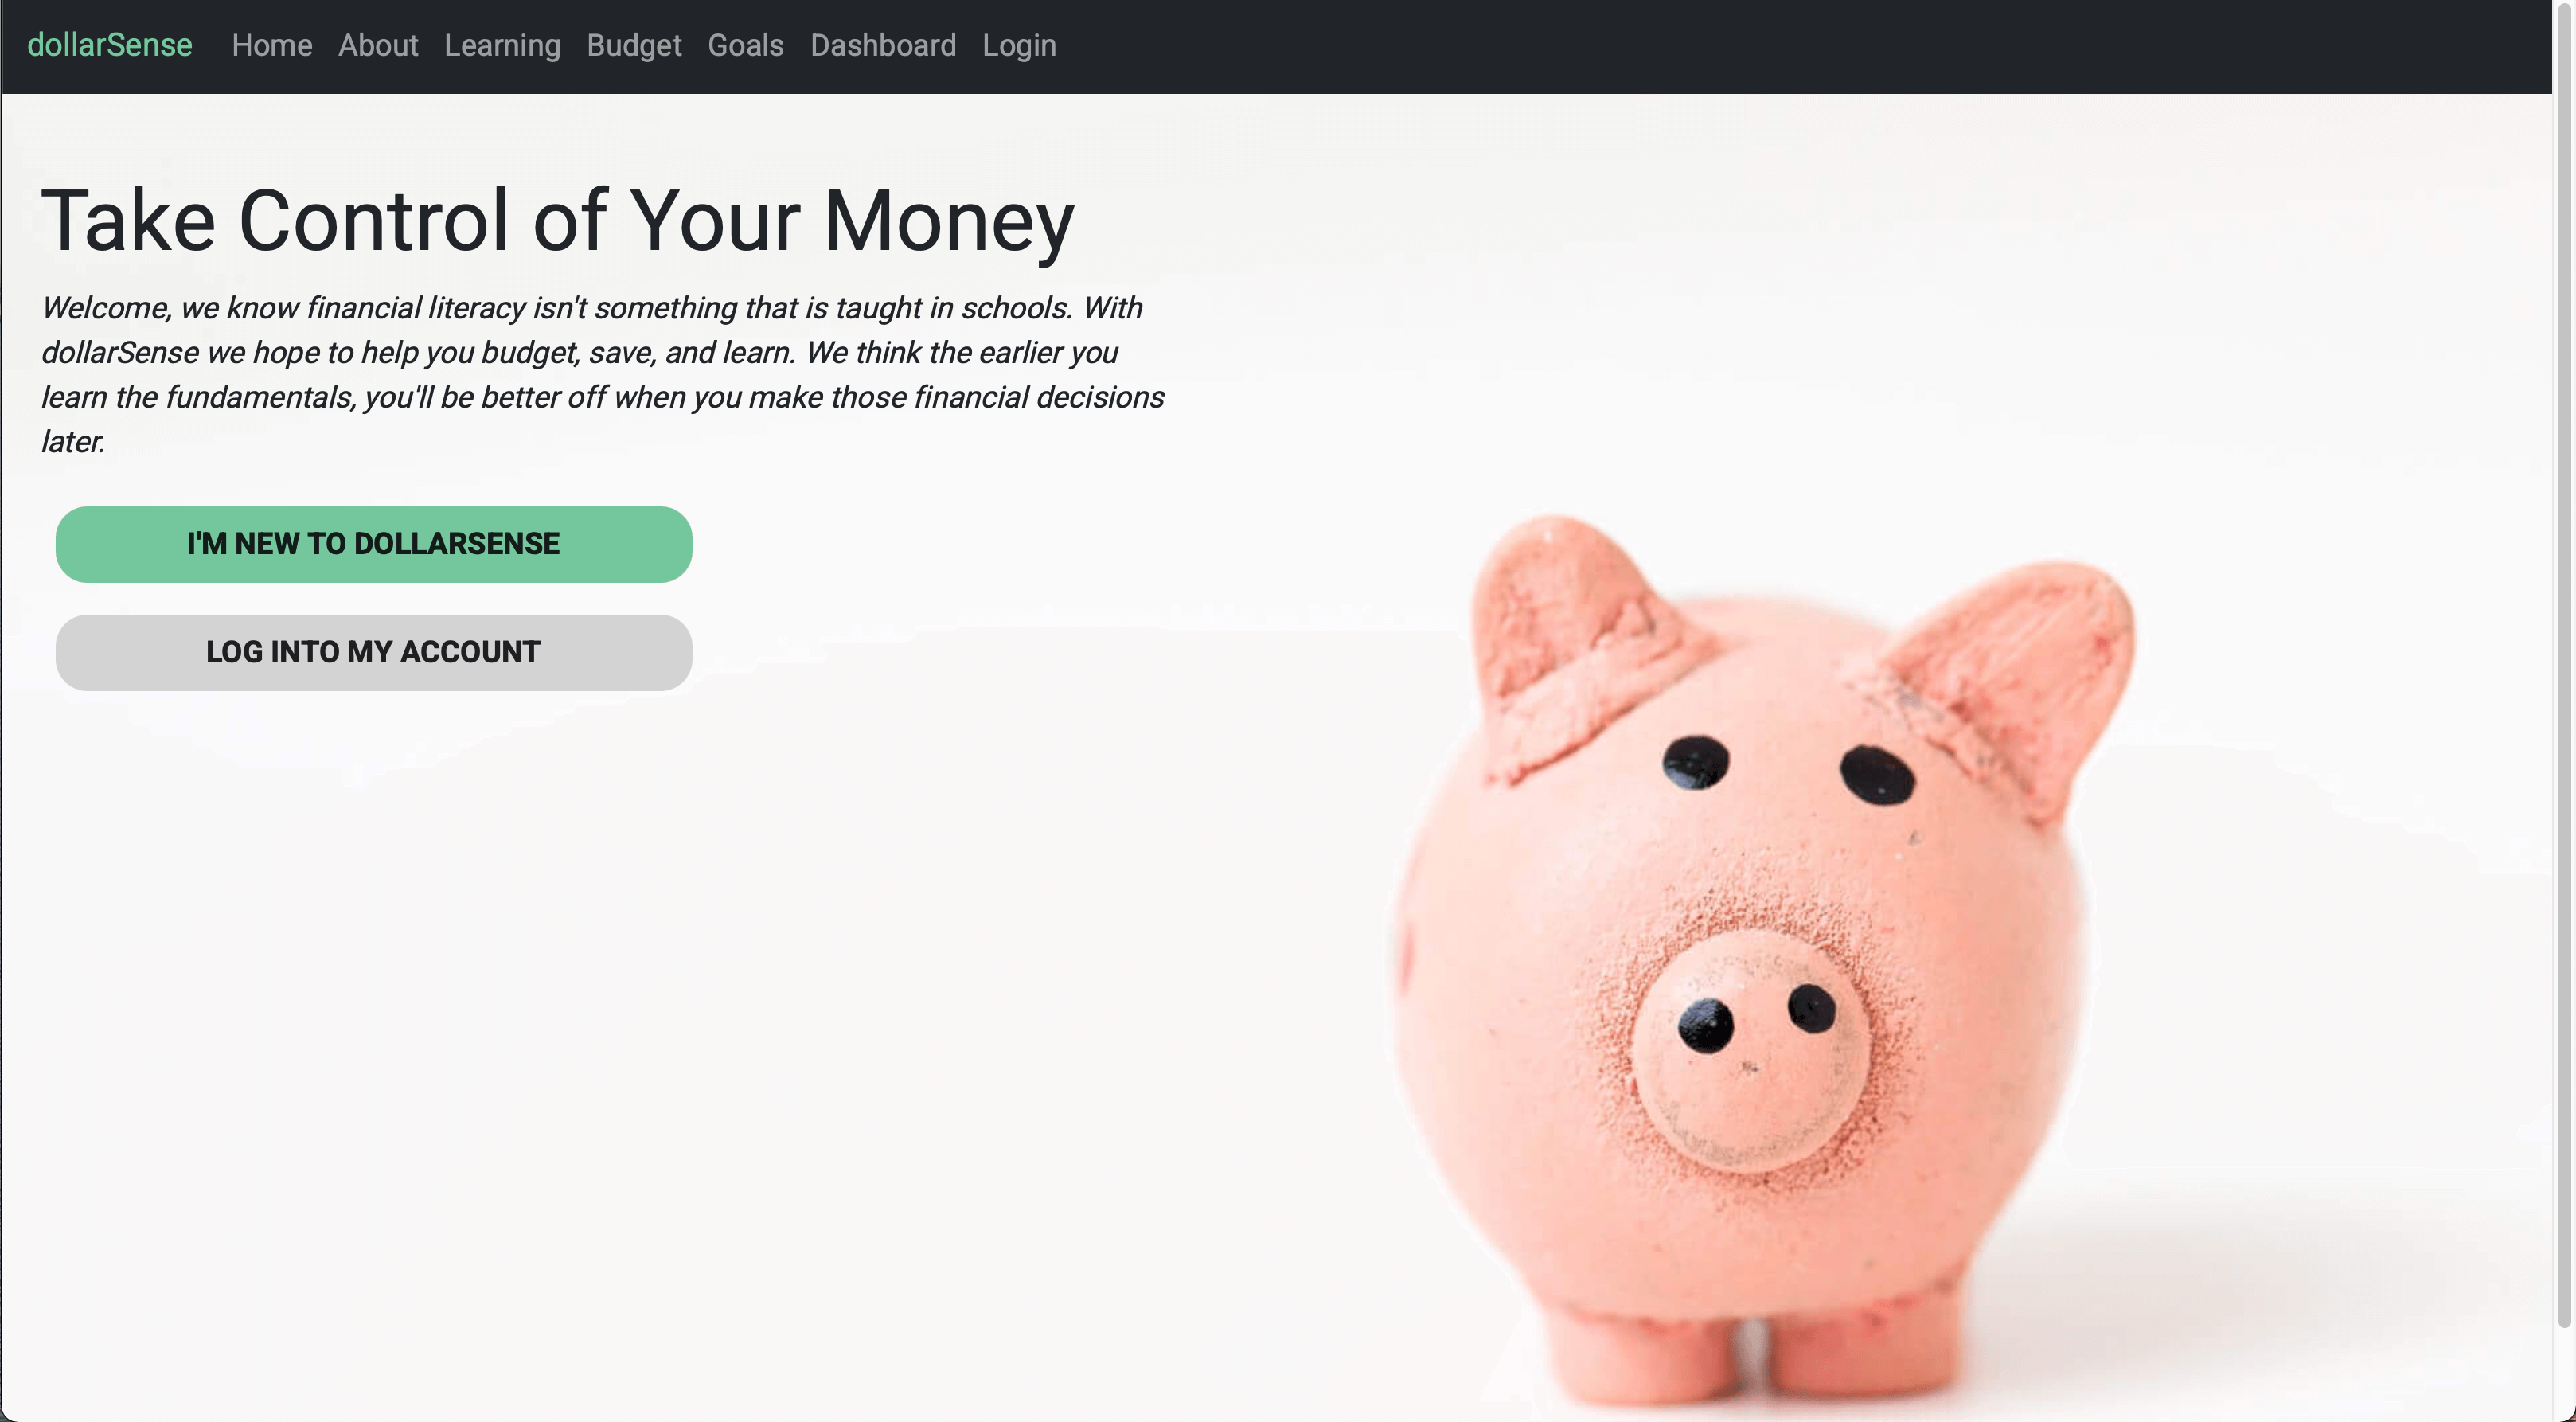 dollarSense Home About Learning Budget Goals Dashboard Login
Take Control of Your Money
Welcome, we know financial literacy isn't something that is taught in schools. With
dollarSense we hope to help you budget, save, and learn. We think the earlier you
learn the fundamentals, you'll be better off when you make those financial decisions
later.
I'M NEW TO DOLLARSENSE
LOG INTO MY ACCOUNT